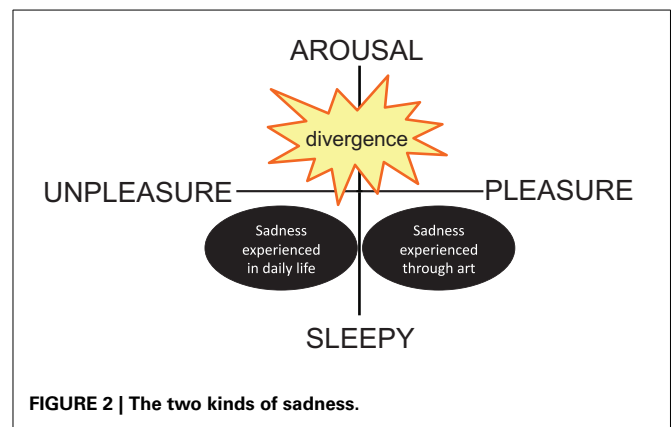 AROUSAL
divergence
UNPLEASURE PLEASURE
Sadness
experienced
in daily life
Sadness
experienced
through art
SLEEPY
FIGURE 2 | The two kinds of sadness.